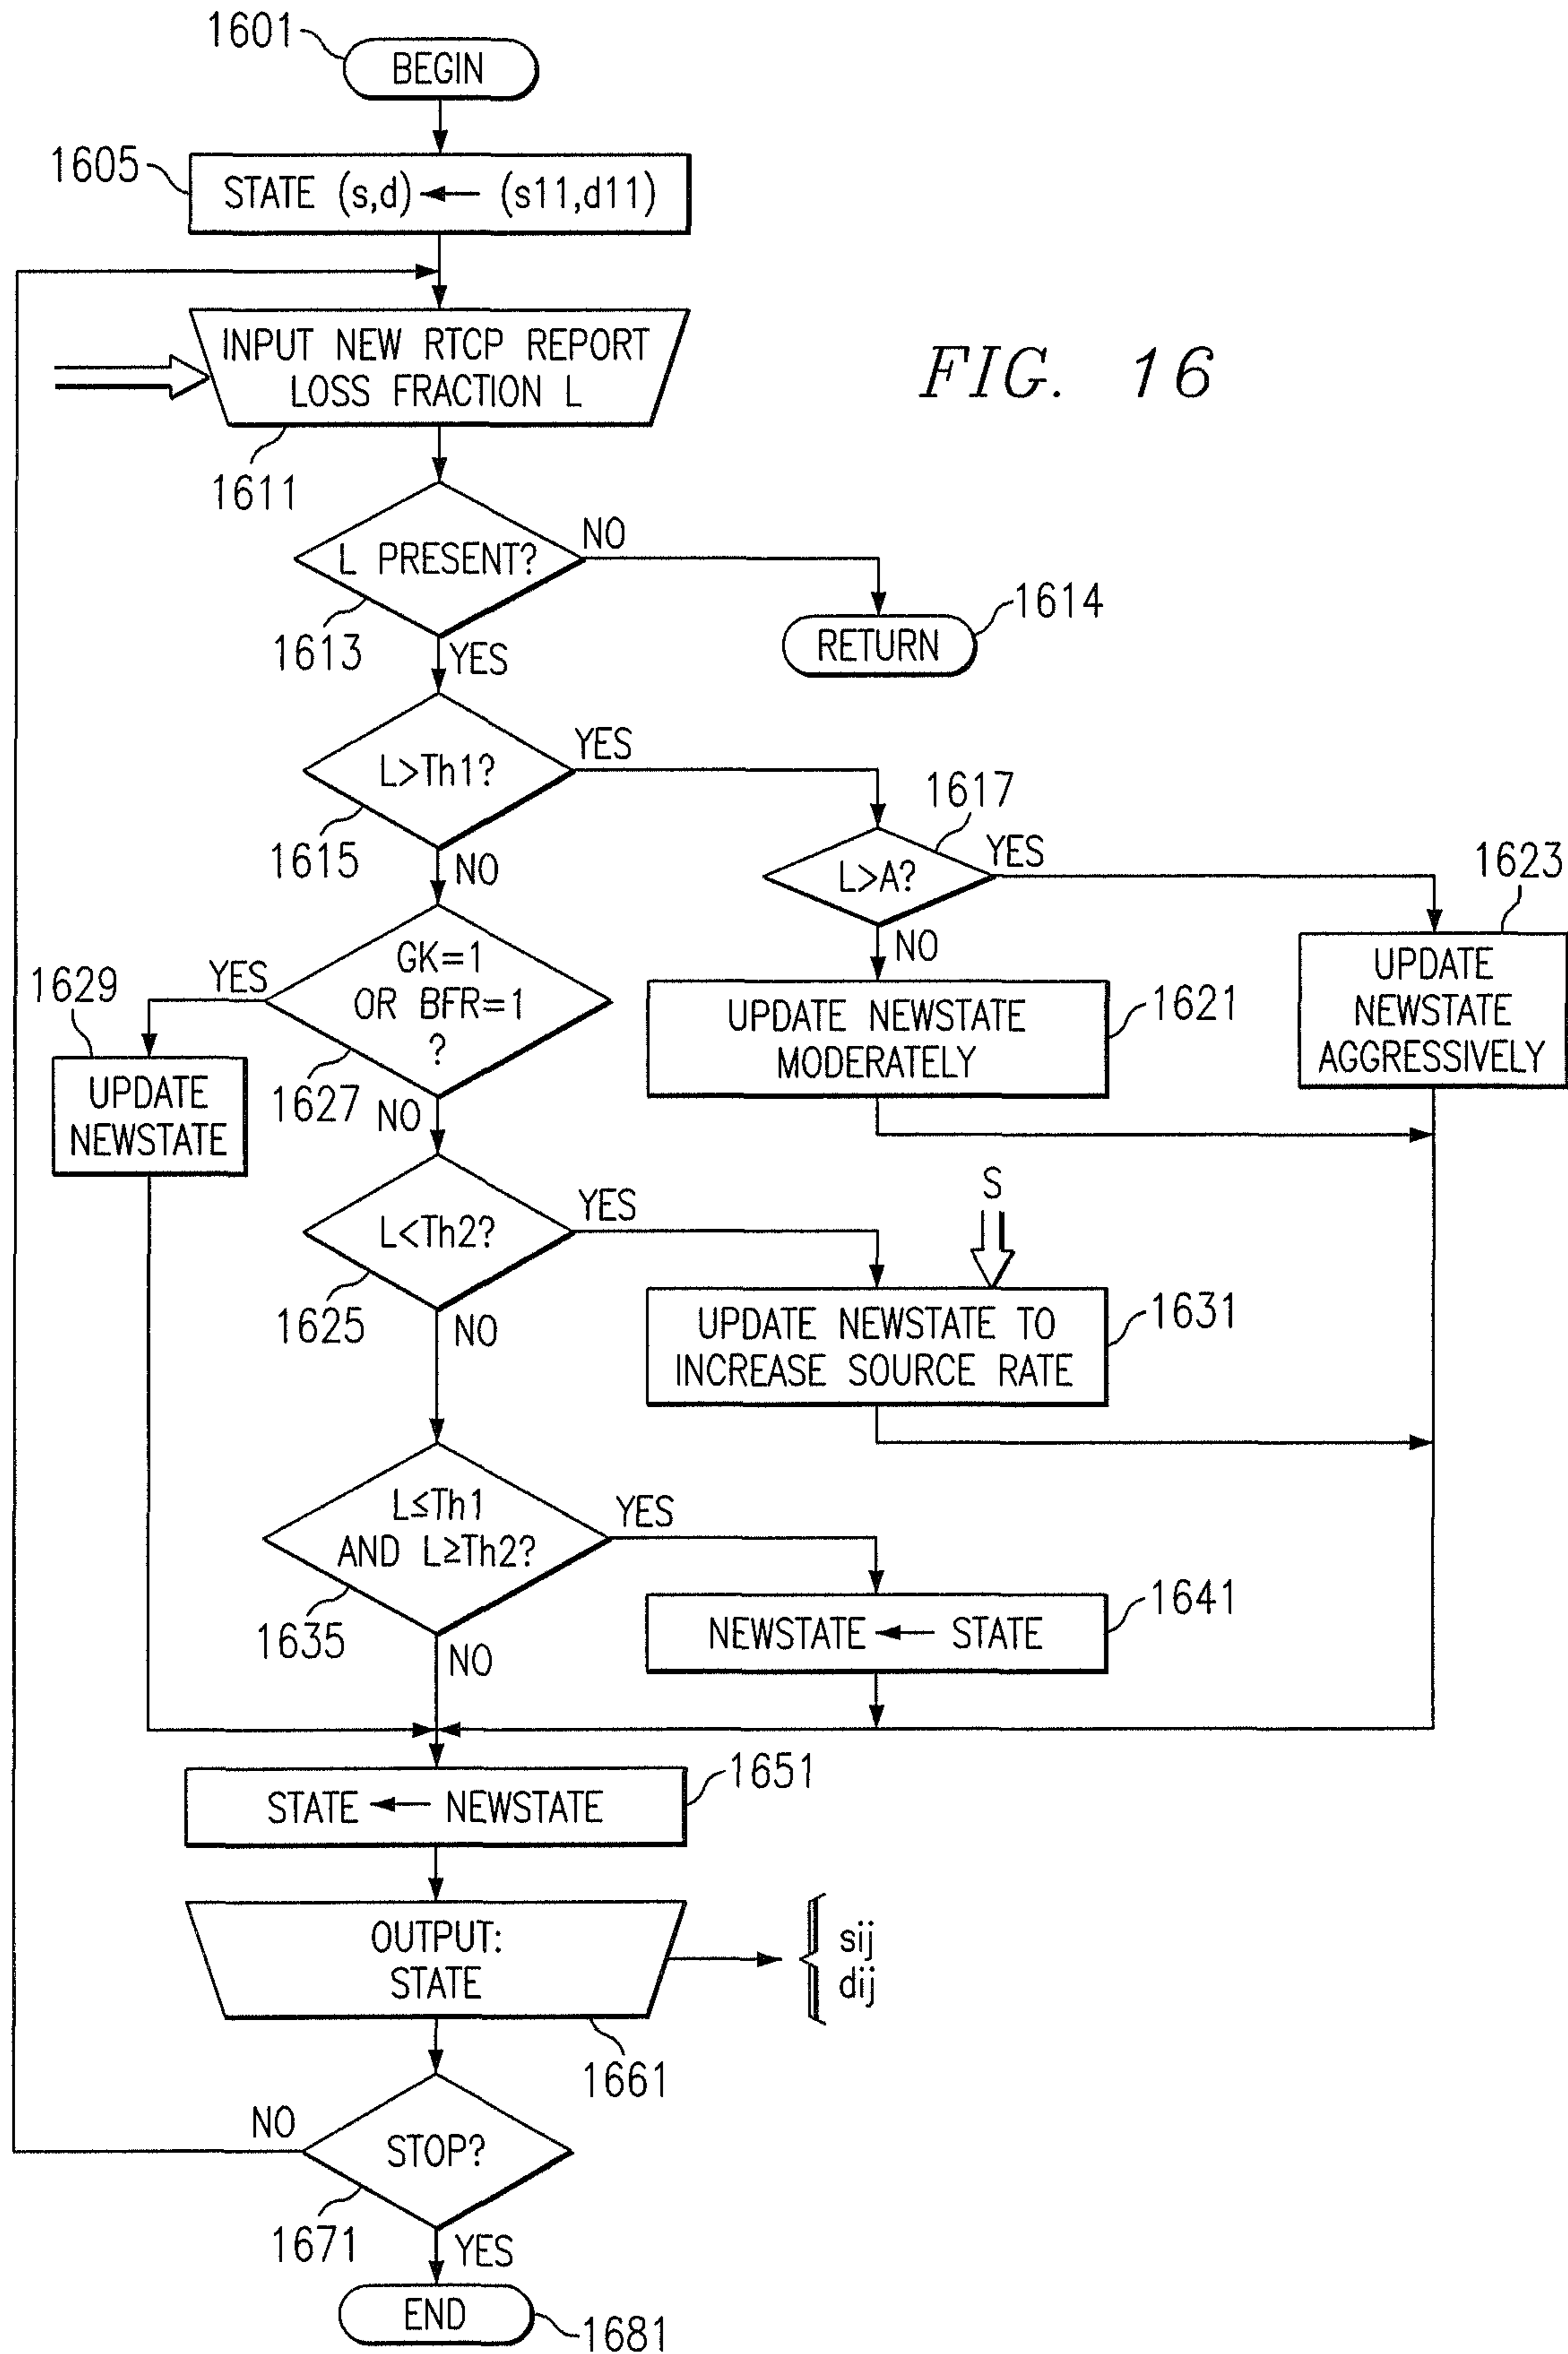 1601
BEGIN
1605
STATE (s,d) ← (s11,d11)
INPUT NEW RTCP REPORT
LOSS FRACTION L
1611
FIG. 16
L PRESENT?
NO
1613
YES
RETURN
1614
L>Th1?
YES
1615
NO
1617
L>A?
YES
NO
1623
UPDATE
NEWSTATE
AGGRESSIVELY
GK=1
OR BFR=1
?
YES
1627
NO
1629
UPDATE
NEWSTATE
UPDATE NEWSTATE
MODERATELY
1621
L<Th2?
YES
1625
NO
S
UPDATE NEWSTATE TO
INCREASE SOURCE RATE
1631
L≤Th1
AND L≥Th2?
YES
1635
NO
NEWSTATE ← STATE
1641
STATE ← NEWSTATE
1651
OUTPUT:
STATE
sij
dij
1661
STOP?
NO
1671
YES
END
1681